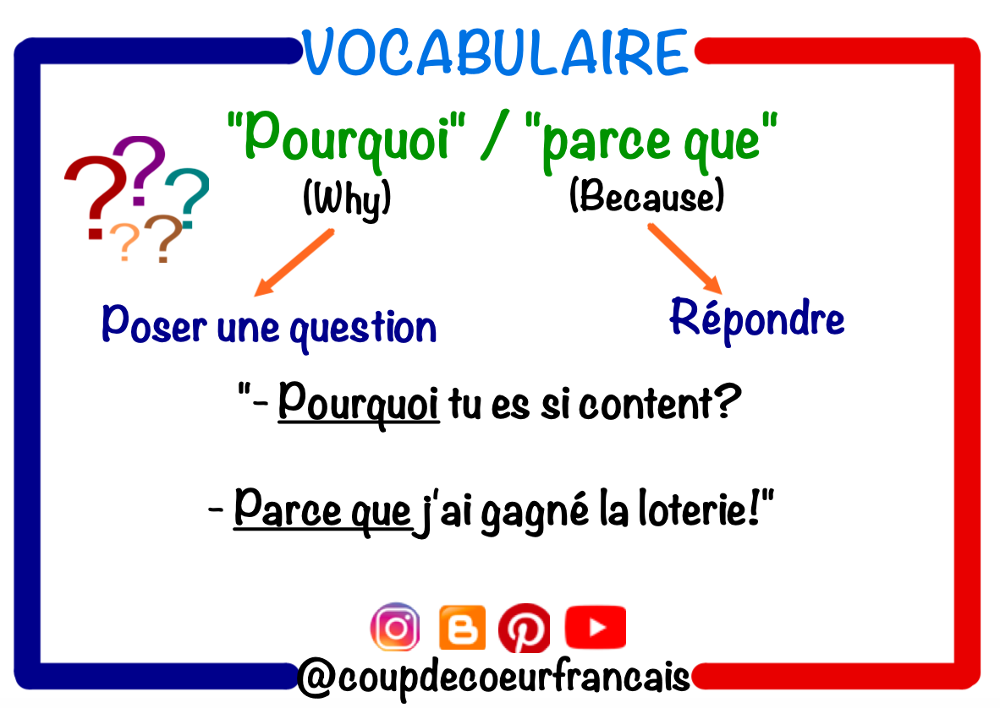 VOCABULAIRE
"Pourquoi" / "parce que"
(Why) (Because)
Poser une question Répondre
"- Pourquoi tu es si content?
- Parce que j'ai gagné la loterie!"
@coupdecoeurfrancais